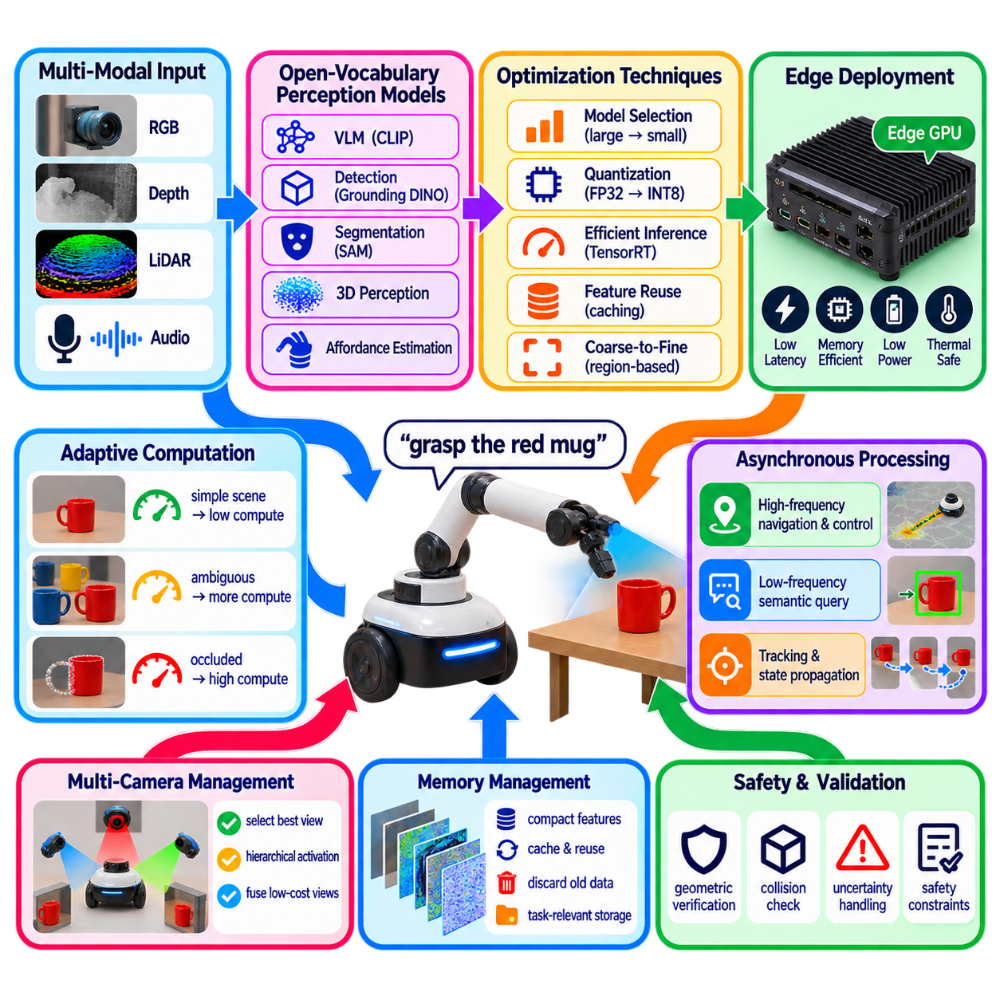 Multi-Modal Input
RGB
Depth
LiDAR
Audio
Open-Vocabulary
Perception Models
VLM (CLIP)
Detection
(Grounding DINO)
Segmentation
(SAM)
3D Perception
Affordance Estimation
Optimization Techniques
Model Selection
(large → small)
Quantization
(FP32 → INT8)
Efficient Inference
(TensorRT)
Feature Reuse
(caching)
Coarse-to-Fine
(region-based)
Edge Deployment
Edge GPU
Low
Latency
Memory
Efficient
Low
Power
Thermal
Safe
Adaptive Computation
simple scene
→ low compute
ambiguous
→ more compute
occluded
→ high compute
“grasp the red mug”
Asynchronous Processing
High-frequency
navigation & control
Low-frequency
semantic query
Tracking &
state propagation
Multi-Camera Management
select best view
hierarchical activation
fuse low-cost views
Memory Management
compact features
cache & reuse
discard old data
task-relevant storage
Safety & Validation
geometric
verification
collision
check
uncertainty
handling
safety
constraints